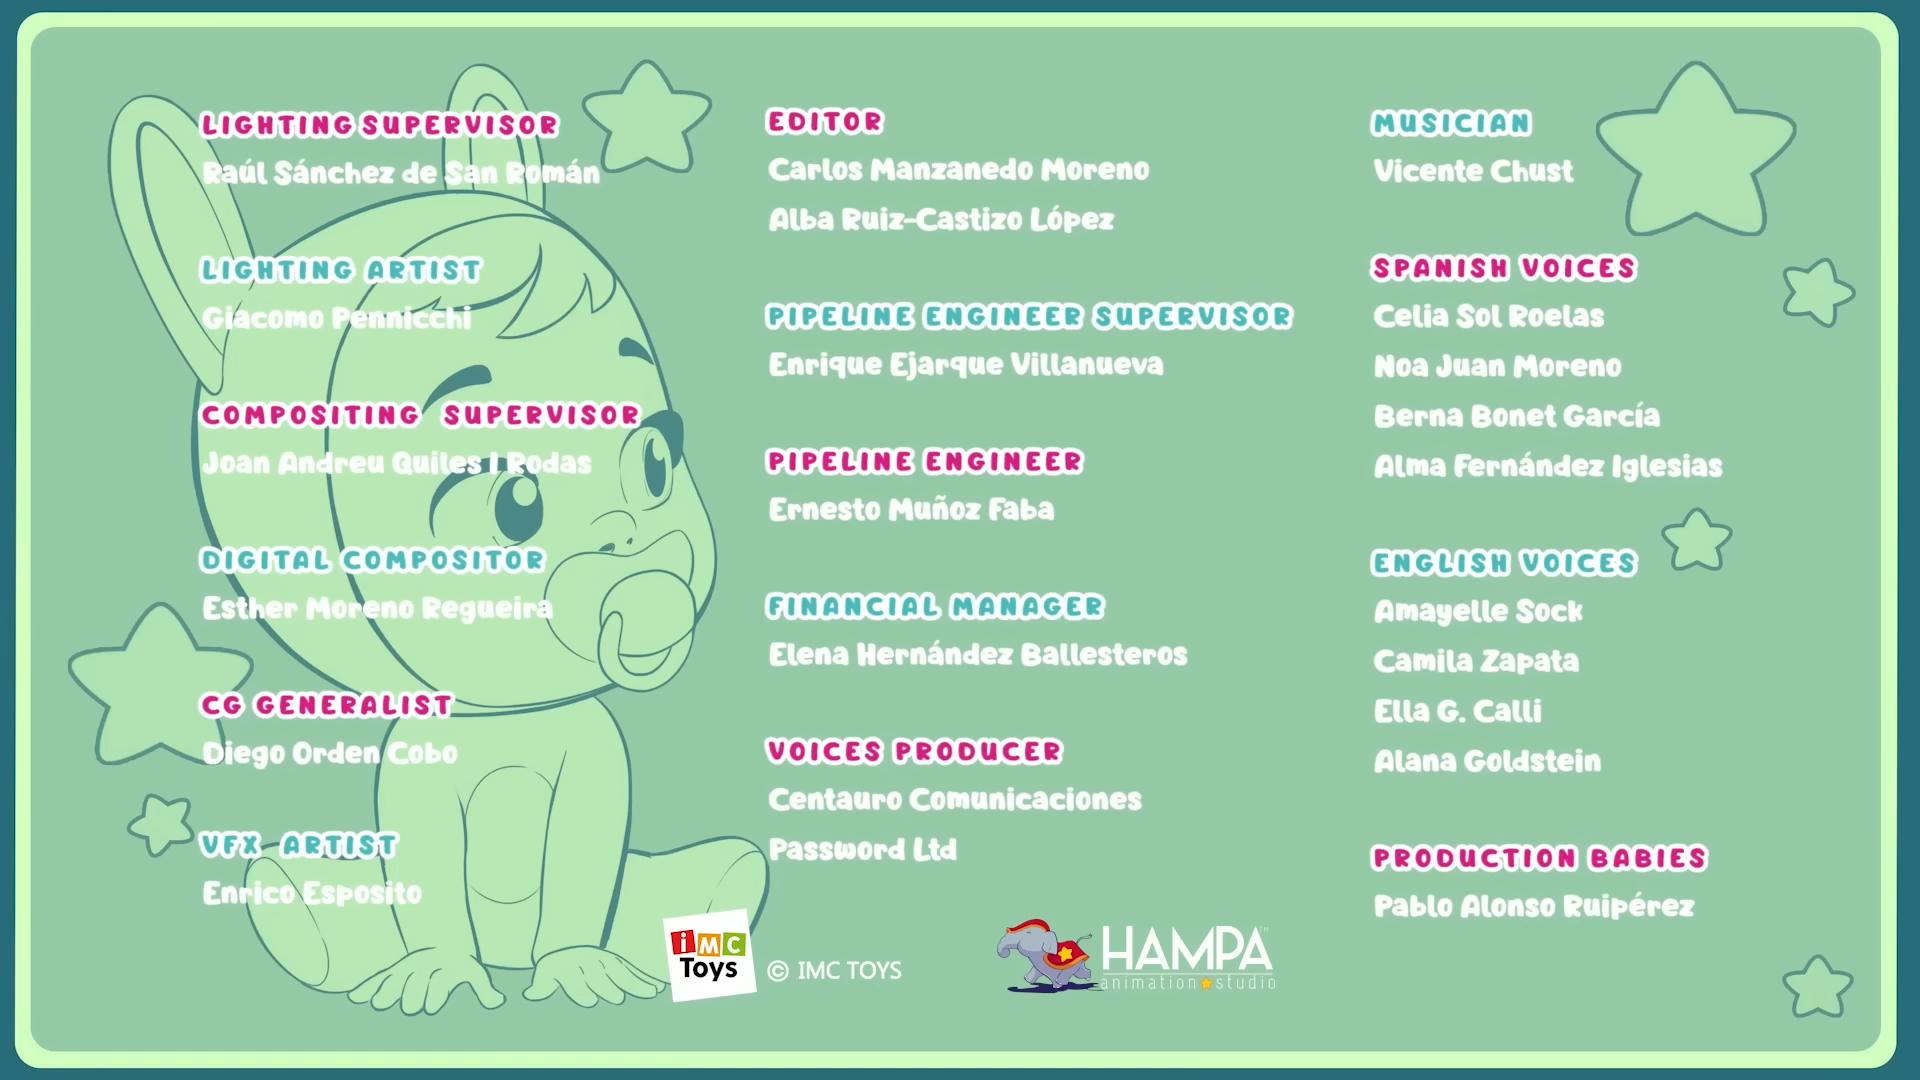 LIGHTING SUPERVISOR
Raúl Sánchez de San Román
LIGHTING ARTIST
Giacomo Pennicchi
COMPOSITING SUPERVISOR
Joan Andreu Quiles I Rodas
DIGITAL COMPOSITOR
Esther Moreno Regueira
CG GENERALIST
Diego Orden Cobo
VFX ARTIST
Enrico Esposito
EDITOR
Carlos Manzanedo Moreno
Alba Ruiz-Castizo López
PIPELINE ENGINEER SUPERVISOR
Enrique Ejarque Villanueva
PIPELINE ENGINEER
Ernesto Muñoz Faba
FINANCIAL MANAGER
Elena Hernández Ballesteros
VOICES PRODUCER
Centauro Comunicaciones
Password Ltd
MUSICIAN
Vicente Chust
SPANISH VOICES
Celia Sol Roelas
Noa Juan Moreno
Berna Bonet García
Alma Fernández Iglesias
ENGLISH VOICES
Amayelle Sock
Camila Zapata
Ella G. Calli
Alana Goldstein
PRODUCTION BABIES
Pablo Alonso Ruipérez
iMC
Toys
© IMC TOYS
HAMPA™
animation studio